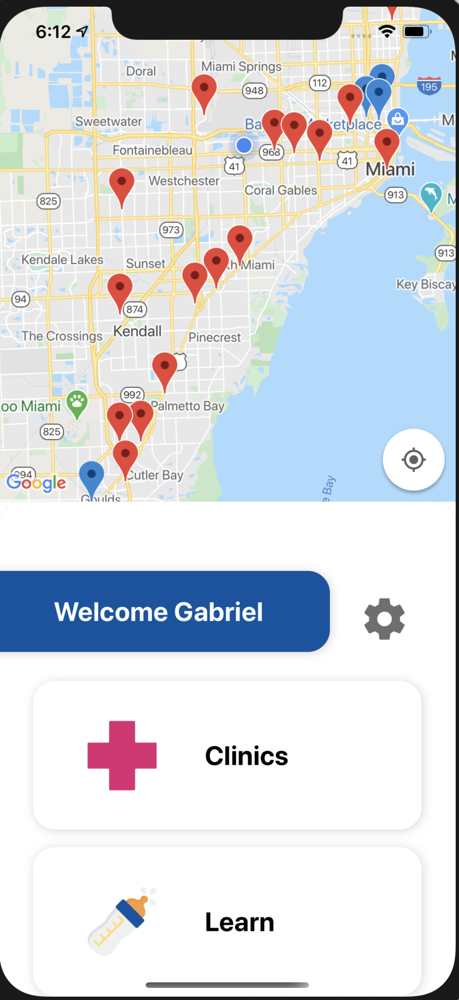 6:12
Doral
Miami Springs
948
112
195
Sweetwater
Fontainebleau
968
41
41
Miami
Westchester
Coral Gables
913
825
973
Kendale Lakes
Sunset
th Miami
913
Key Biscay
94
874
The Crossings
Kendall
Pinecrest
992
oo Miami
Palmetto Bay
825
994
Google
Cutler Bay
Goulds
e Bay
Welcome Gabriel
Clinics
Learn